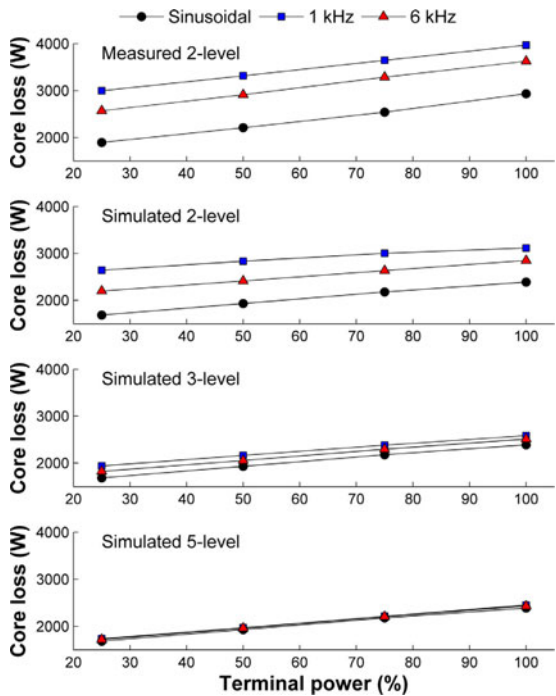 Sinusoidal 1 kHz 6 kHz
Measured 2-level
Core loss (W)
4000
3000
2000
20 30 40 50 60 70 80 90 100
Simulated 2-level
Core loss (W)
4000
3000
2000
20 30 40 50 60 70 80 90 100
Simulated 3-level
Core loss (W)
4000
3000
2000
20 30 40 50 60 70 80 90 100
Simulated 5-level
Core loss (W)
4000
3000
2000
20 30 40 50 60 70 80 90 100
Terminal power (%)